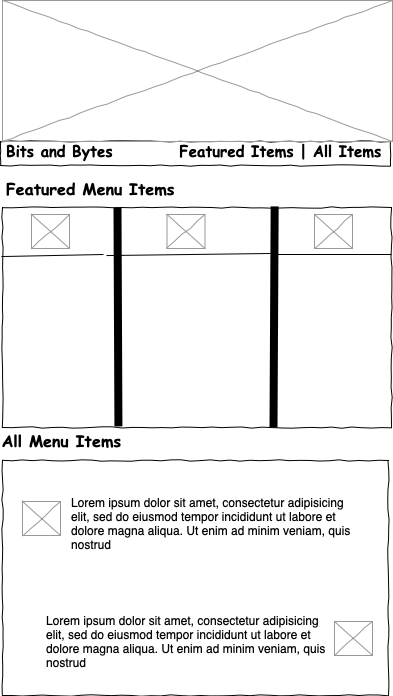 Bits and Bytes Featured Items | All Items
Featured Menu Items
All Menu Items
Lorem ipsum dolor sit amet, consectetur adipisicing
elit, sed do eiusmod tempor incididunt ut labore et
dolore magna aliqua. Ut enim ad minim veniam, quis
nostrud
Lorem ipsum dolor sit amet, consectetur adipisicing
elit, sed do eiusmod tempor incididunt ut labore et
dolore magna aliqua. Ut enim ad minim veniam, quis
nostrud